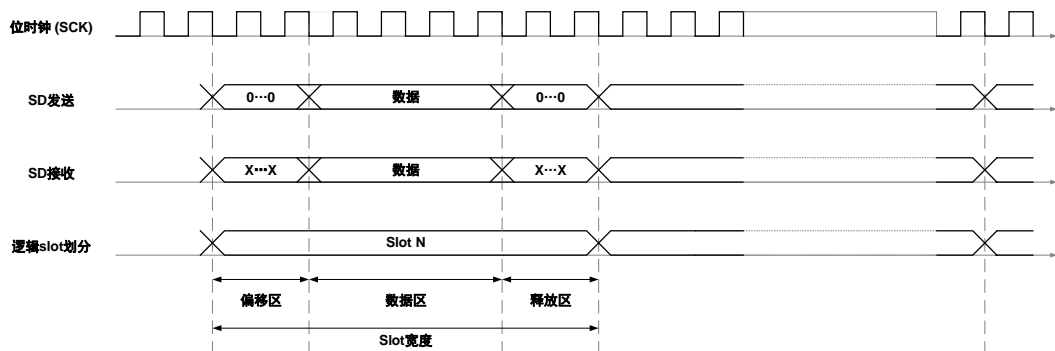 位时钟 (SCK)
SD发送 0···0 数据 0···0
SD接收 X···X 数据 X···X
逻辑slot划分 Slot N
偏移区 数据区 释放区
Slot宽度